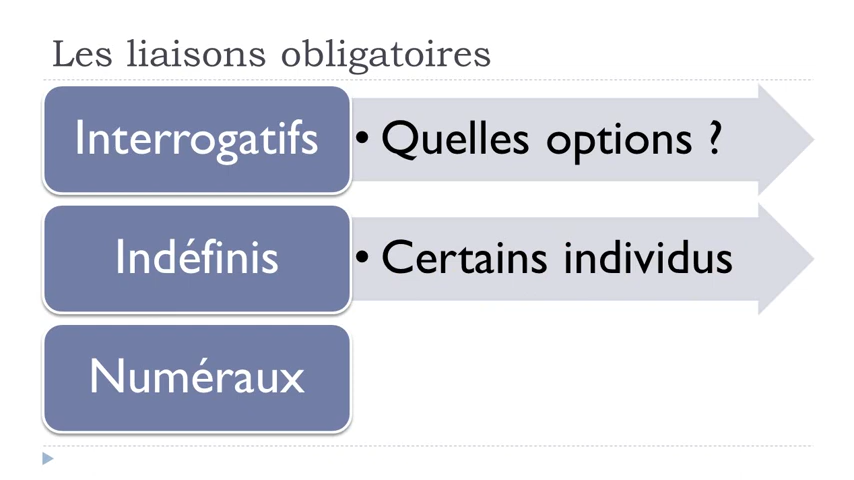 Les liaisons obligatoires
Interrogatifs
• Quelles options ?
Indéfinis
• Certains individus
Numéraux